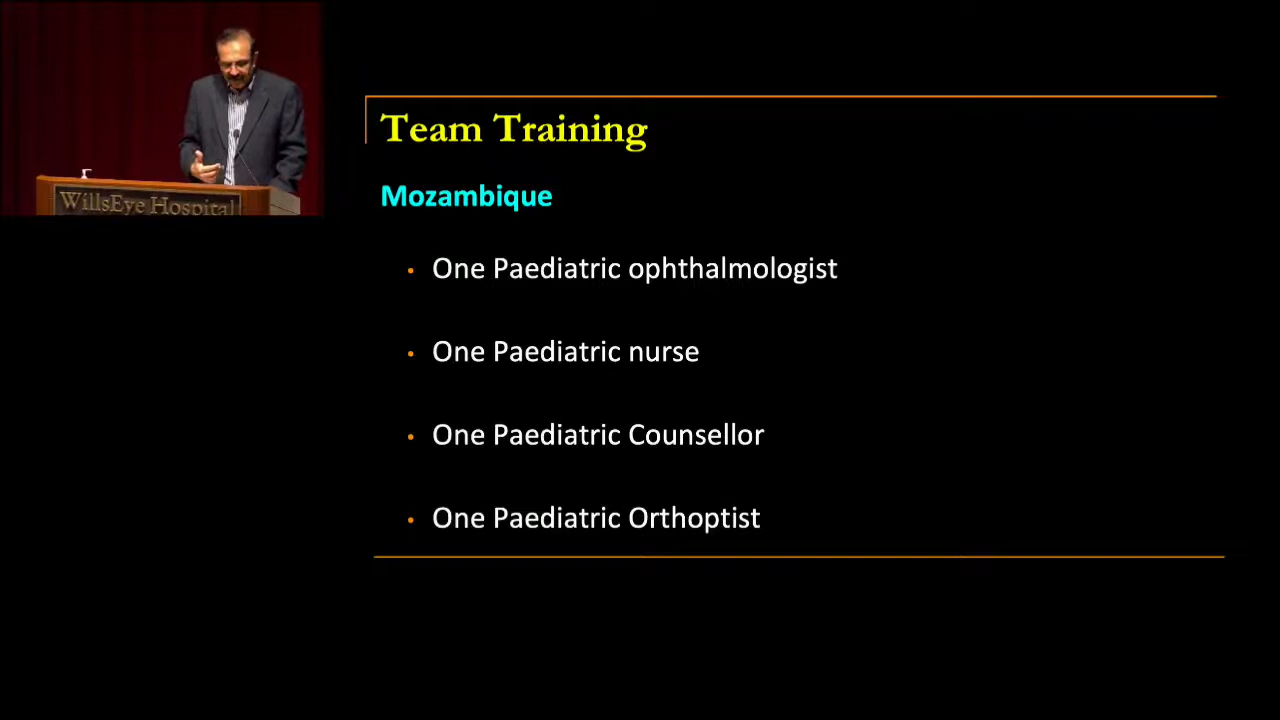 WillsEye Hospital
Team Training
Mozambique
• One Paediatric ophthalmologist
• One Paediatric nurse
• One Paediatric Counsellor
• One Paediatric Orthoptist